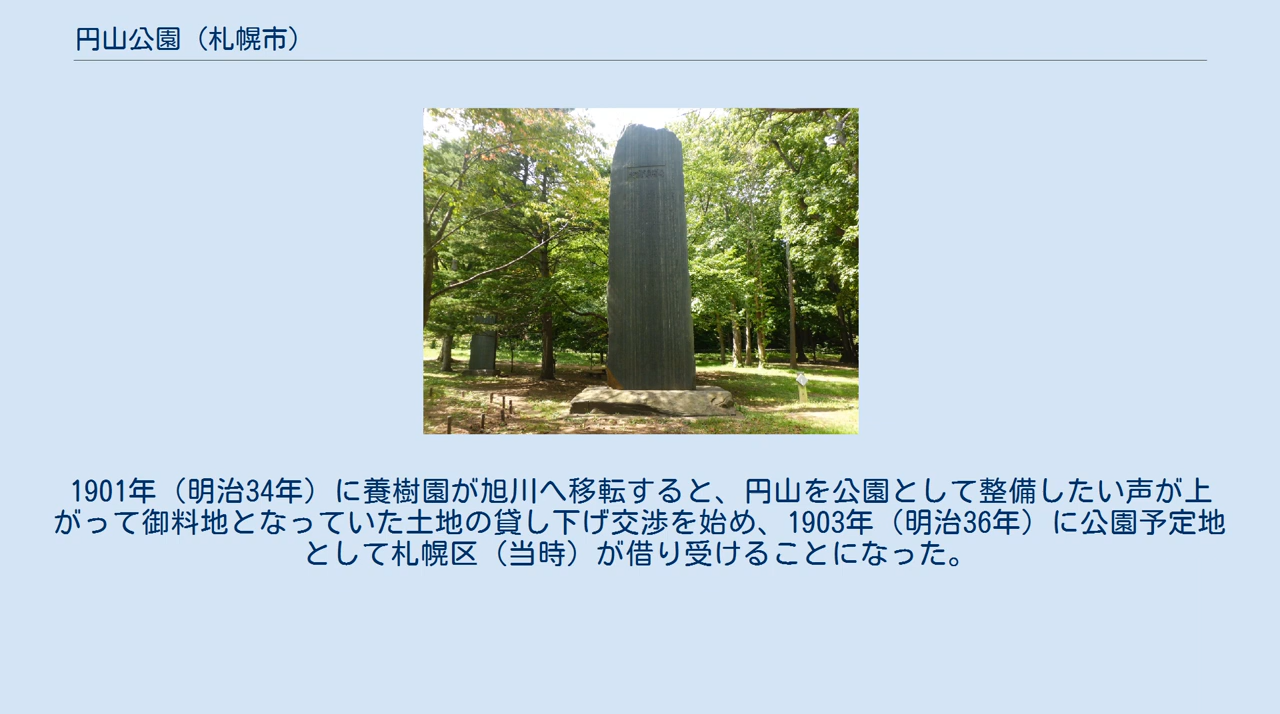 円山公園（札幌市）
1901年（明治34年）に養樹園が旭川へ移転すると、円山を公園として整備したい声が上
がって御料地となっていた土地の貸し下げ交渉を始め、1903年（明治36年）に公園予定地
として札幌区（当時）が借り受けることになった。